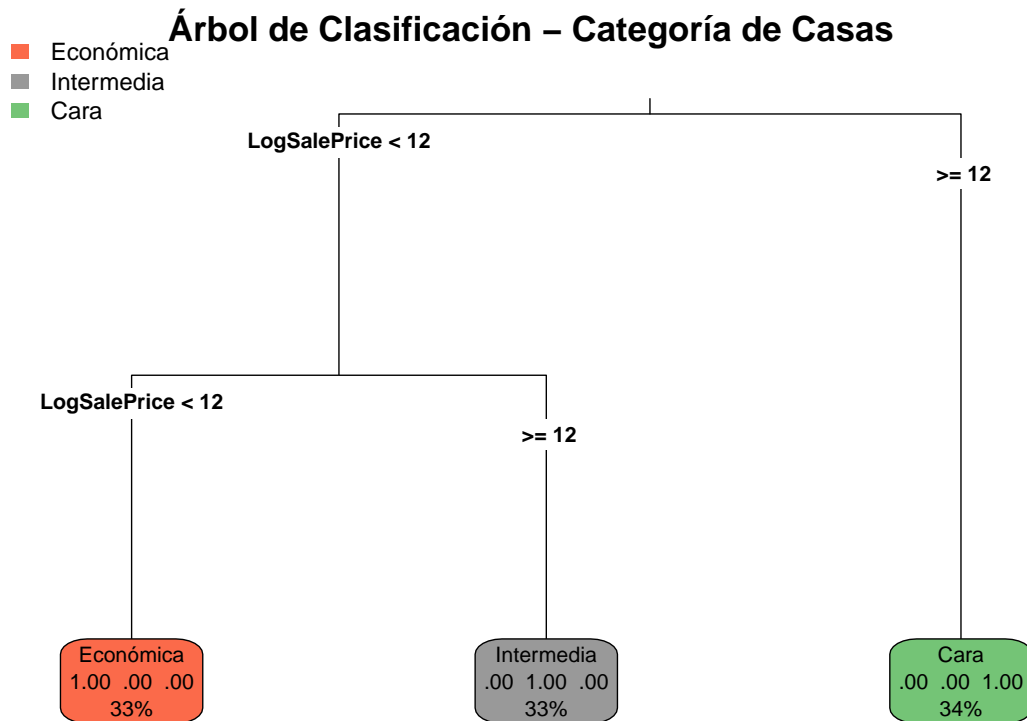 Árbol de Clasificación – Categoría de Casas
Económica
Intermedia
Cara
LogSalePrice < 12
>= 12
LogSalePrice < 12
>= 12
Económica
1.00 .00 .00
33%
Intermedia
.00 1.00 .00
33%
Cara
.00 .00 1.00
34%